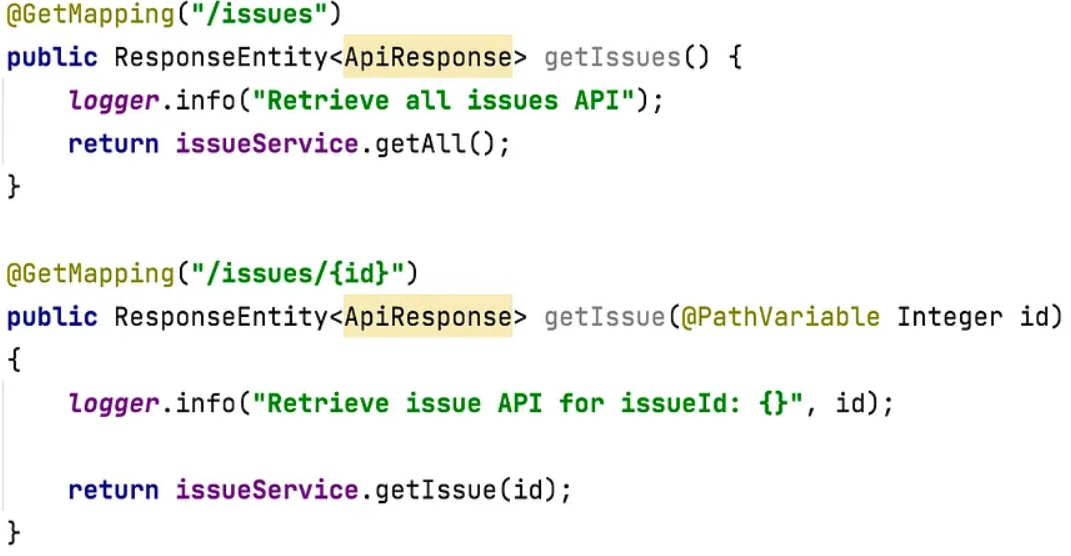 @GetMapping("/issues")
public ResponseEntity<ApiResponse> getIssues() {
    logger.info("Retrieve all issues API");
    return issueService.getAll();
}

@GetMapping("/issues/{id}")
public ResponseEntity<ApiResponse> getIssue(@PathVariable Integer id)
{
    logger.info("Retrieve issue API for issueId: {}", id);

    return issueService.getIssue(id);
}